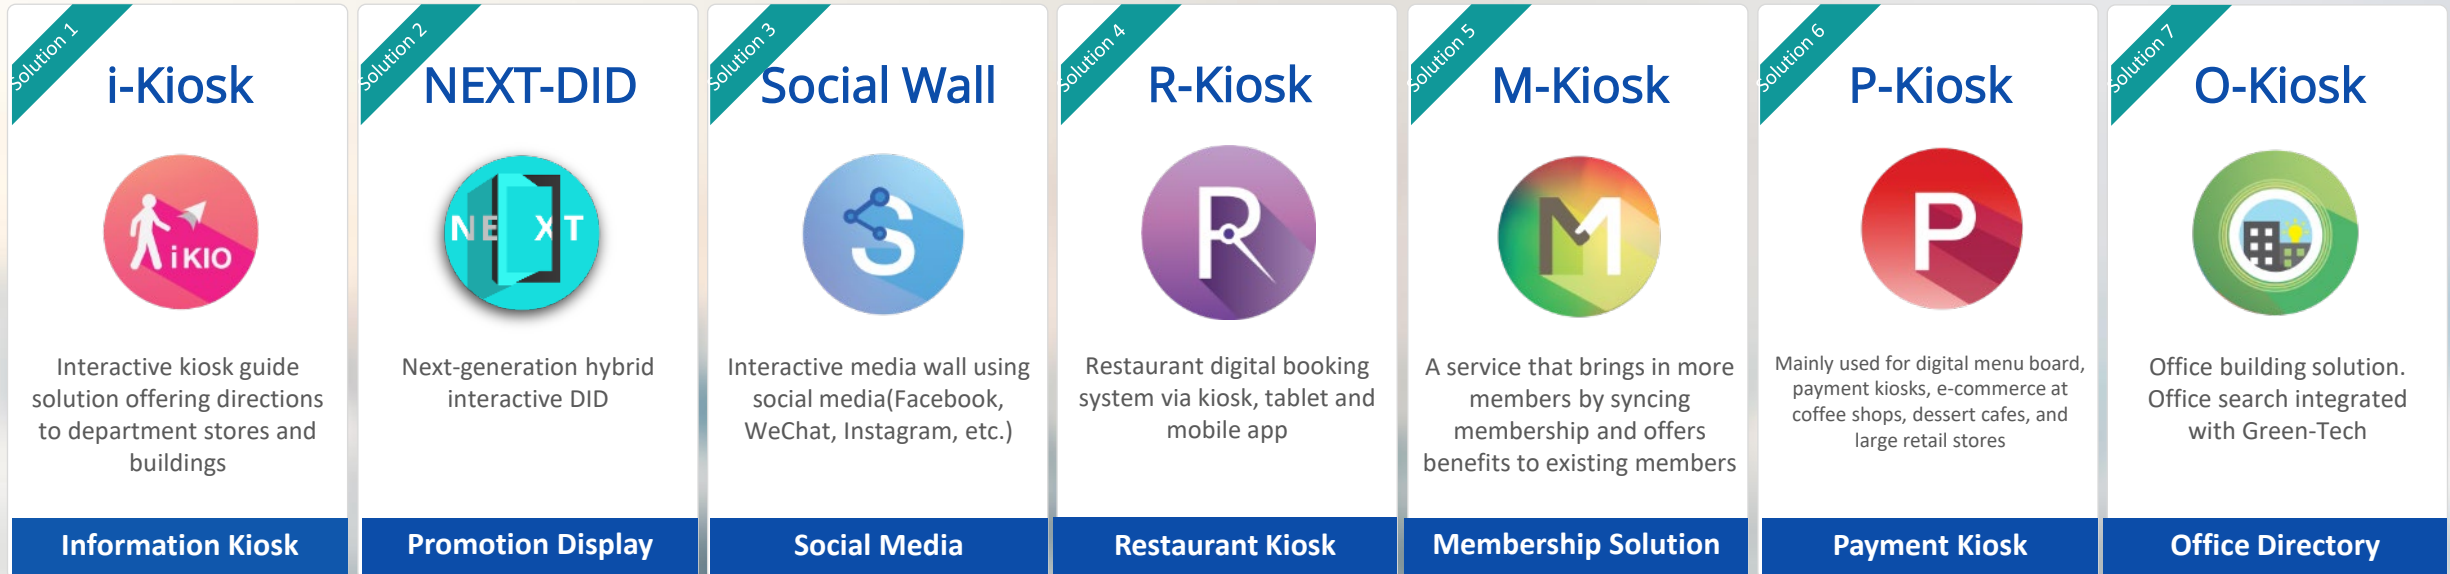 Solution 1
i-Kiosk
iKIO
Interactive kiosk guide
solution offering directions
to department stores and
buildings
Information Kiosk
Solution 2
NEXT-DID
NEXT
Next-generation hybrid
interactive DID
Promotion Display
Solution 3
Social Wall
S
Interactive media wall using
social media(Facebook,
WeChat, Instagram, etc.)
Social Media
Solution 4
R-Kiosk
R
Restaurant digital booking
system via kiosk, tablet and
mobile app
Restaurant Kiosk
Solution 5
M-Kiosk
M
A service that brings in more
members by syncing
membership and offers
benefits to existing members
Membership Solution
Solution 6
P-Kiosk
P
Mainly used for digital menu board,
payment kiosks, e-commerce at
coffee shops, dessert cafes, and
large retail stores
Payment Kiosk
Solution 7
O-Kiosk
Office building solution.
Office search integrated
with Green-Tech
Office Directory